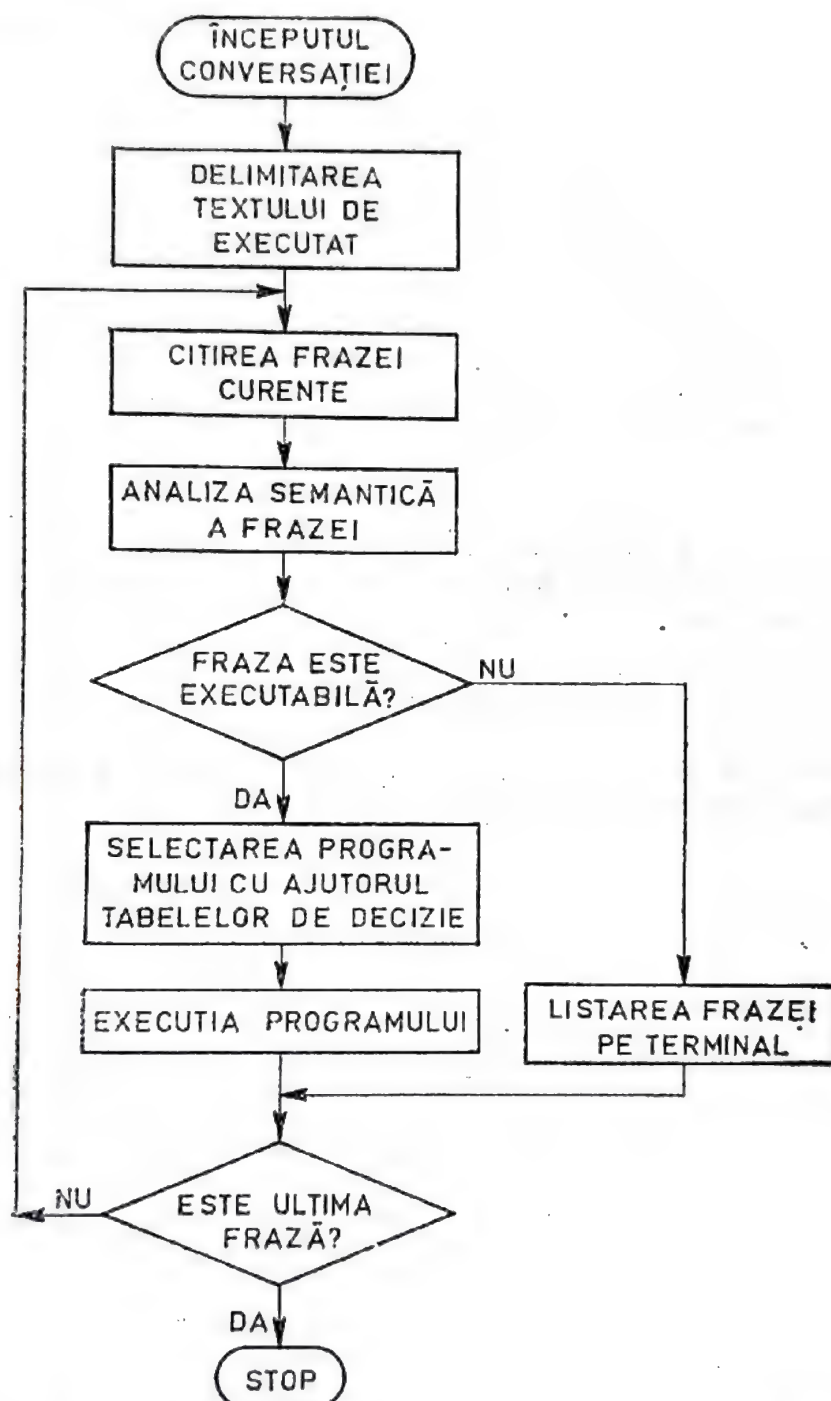 ÎNCEPUTUL
CONVERSAȚIEI
DELIMITAREA
TEXTULUI DE
EXECUTAT
CITIREA FRAZEI
CURENTE
ANALIZA SEMANTICĂ
A FRAZEI
FRAZA ESTE
EXECUTABILĂ?
NU
DA
SELECTAREA PROGRA-
MULUI CU AJUTORUL
TABELELOR DE DECIZIE
EXECUTIA PROGRAMULUI
LISTAREA FRAZEI
PE TERMINAL
ESTE ULTIMA
FRAZĂ?
NU
DA
STOP